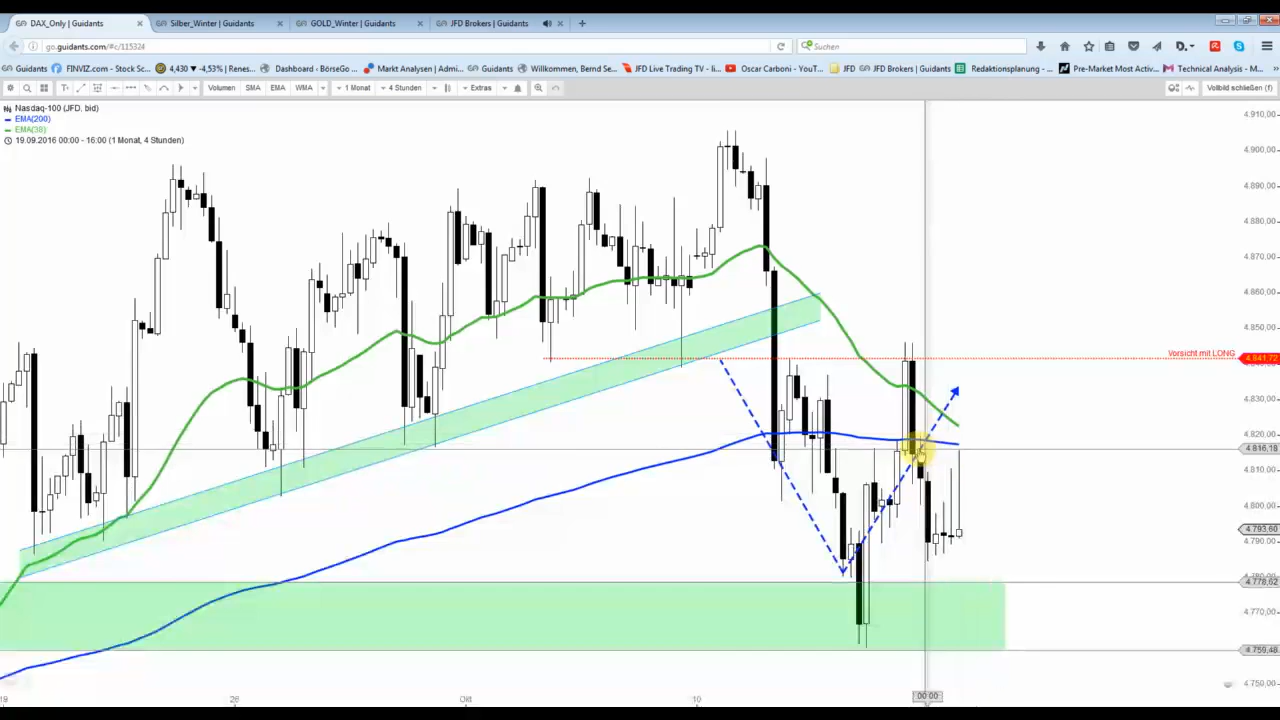 DAX_Only | Guidants
Silber_Winter | Guidants
GOLD_Winter | Guidants
JFD Brokers | Guidants
go.guidants.com/#c/115324
Suchen
Guidants
FINVIZ.com - Stock Sc...
4,430 -4,53% | Renes...
Dashboard - BörseGo ...
Markt Analysen | Admi...
Guidants
Willkommen, Bernd Se...
JFD Live Trading TV - li...
Oscar Carboni - YouT...
JFD
JFD Brokers | Guidants
Redaktionsplanung - ...
Pre-Market Most Activ...
Technical Analysis - M...
Volumen
SMA
EMA
WMA
1 Monat
4 Stunden
Extras
Vollbild schließen (f)
Nasdaq-100 (JFD, bid)
EMA(200)
EMA(38)
19.09.2016 00:00 - 16:00 (1 Monat, 4 Stunden)
4.910,00
4.900,00
4.890,00
4.880,00
4.870,00
4.860,00
4.850,00
Vorsicht mit LONG
4.841,72
4.830,00
4.820,00
4.816,18
4.810,00
4.800,00
4.793,60
4.790,00
4.778,62
4.770,00
4.759,48
4.750,00
19
26
Okt
10
00:00